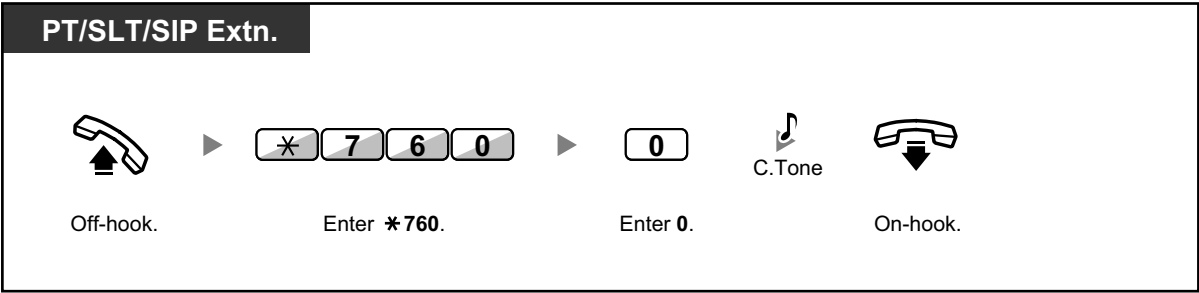 PT/SLT/SIP Extn.
* 7 6 0 0
C.Tone
Off-hook. Enter *760. Enter 0. On-hook.